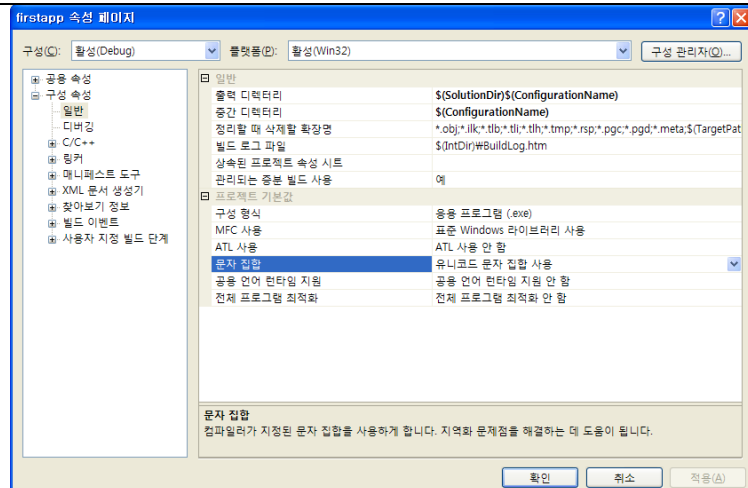 firstapp 속성 페이지
구성(C): 활성(Debug) 플랫폼(P): 활성(Win32) 구성 관리자(O)...
공용 속성
구성 속성
일반
디버깅
C/C++
링커
매니페스트 도구
XML 문서 생성기
찾아보기 정보
빌드 이벤트
사용자 지정 빌드 단계
일반
출력 디렉터리 $(SolutionDir)$(ConfigurationName)
중간 디렉터리 $(ConfigurationName)
정리할 때 삭제할 확장명 *.obj;*.ilk;*.tlb;*.tli;*.tlh;*.tmp;*.rsp;*.pgc;*.pgd;*.meta;$(TargetPat
빌드 로그 파일 $(IntDir)₩BuildLog.htm
상속된 프로젝트 속성 시트
관리되는 증분 빌드 사용 예
프로젝트 기본값
구성 형식 응용 프로그램 (.exe)
MFC 사용 표준 Windows 라이브러리 사용
ATL 사용 ATL 사용 안 함
문자 집합 유니코드 문자 집합 사용
공용 언어 런타임 지원 공용 언어 런타임 지원 안 함
전체 프로그램 최적화 전체 프로그램 최적화 안 함
문자 집합
컴파일러가 지정된 문자 집합을 사용하게 합니다. 지역화 문제점을 해결하는 데 도움이 됩니다.
확인 취소 적용(A)